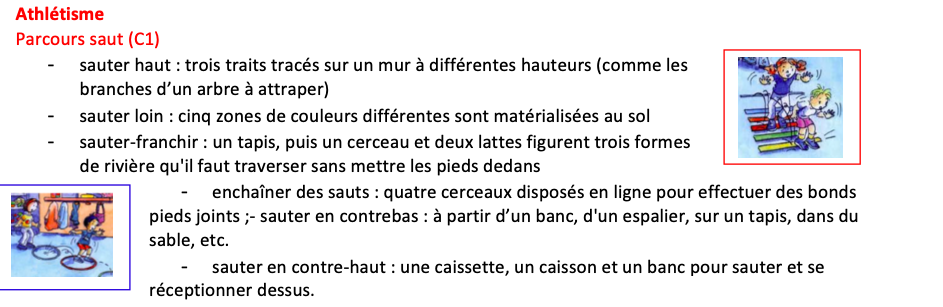 Athlétisme
Parcours saut (C1)
- sauter haut : trois traits tracés sur un mur à différentes hauteurs (comme les
branches d’un arbre à attraper)
- sauter loin : cinq zones de couleurs différentes sont matérialisées au sol
- sauter-franchir : un tapis, puis un cerceau et deux lattes figurent trois formes
de rivière qu'il faut traverser sans mettre les pieds dedans
- enchaîner des sauts : quatre cerceaux disposés en ligne pour effectuer des bonds
pieds joints ;- sauter en contrebas : à partir d’un banc, d'un espalier, sur un tapis, dans du
sable, etc.
- sauter en contre-haut : une caissette, un caisson et un banc pour sauter et se
réceptionner dessus.